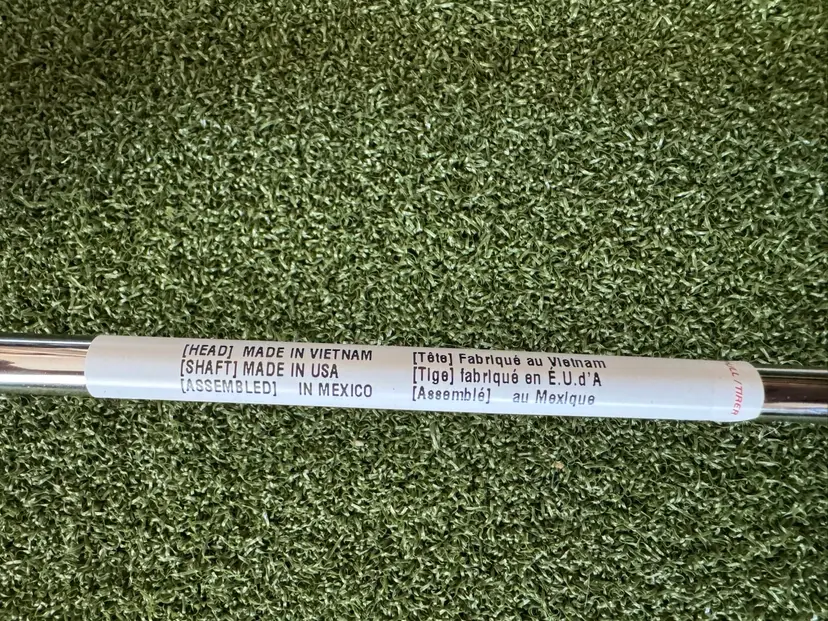 [HEAD] MADE IN VIETNAM
[SHAFT] MADE IN USA
[ASSEMBLED] IN MEXICO
[Tête] Fabriqué au Vietnam
[Tige] fabriqué en É.U.d'A
[Assemblé] au Mexique
/TIRER